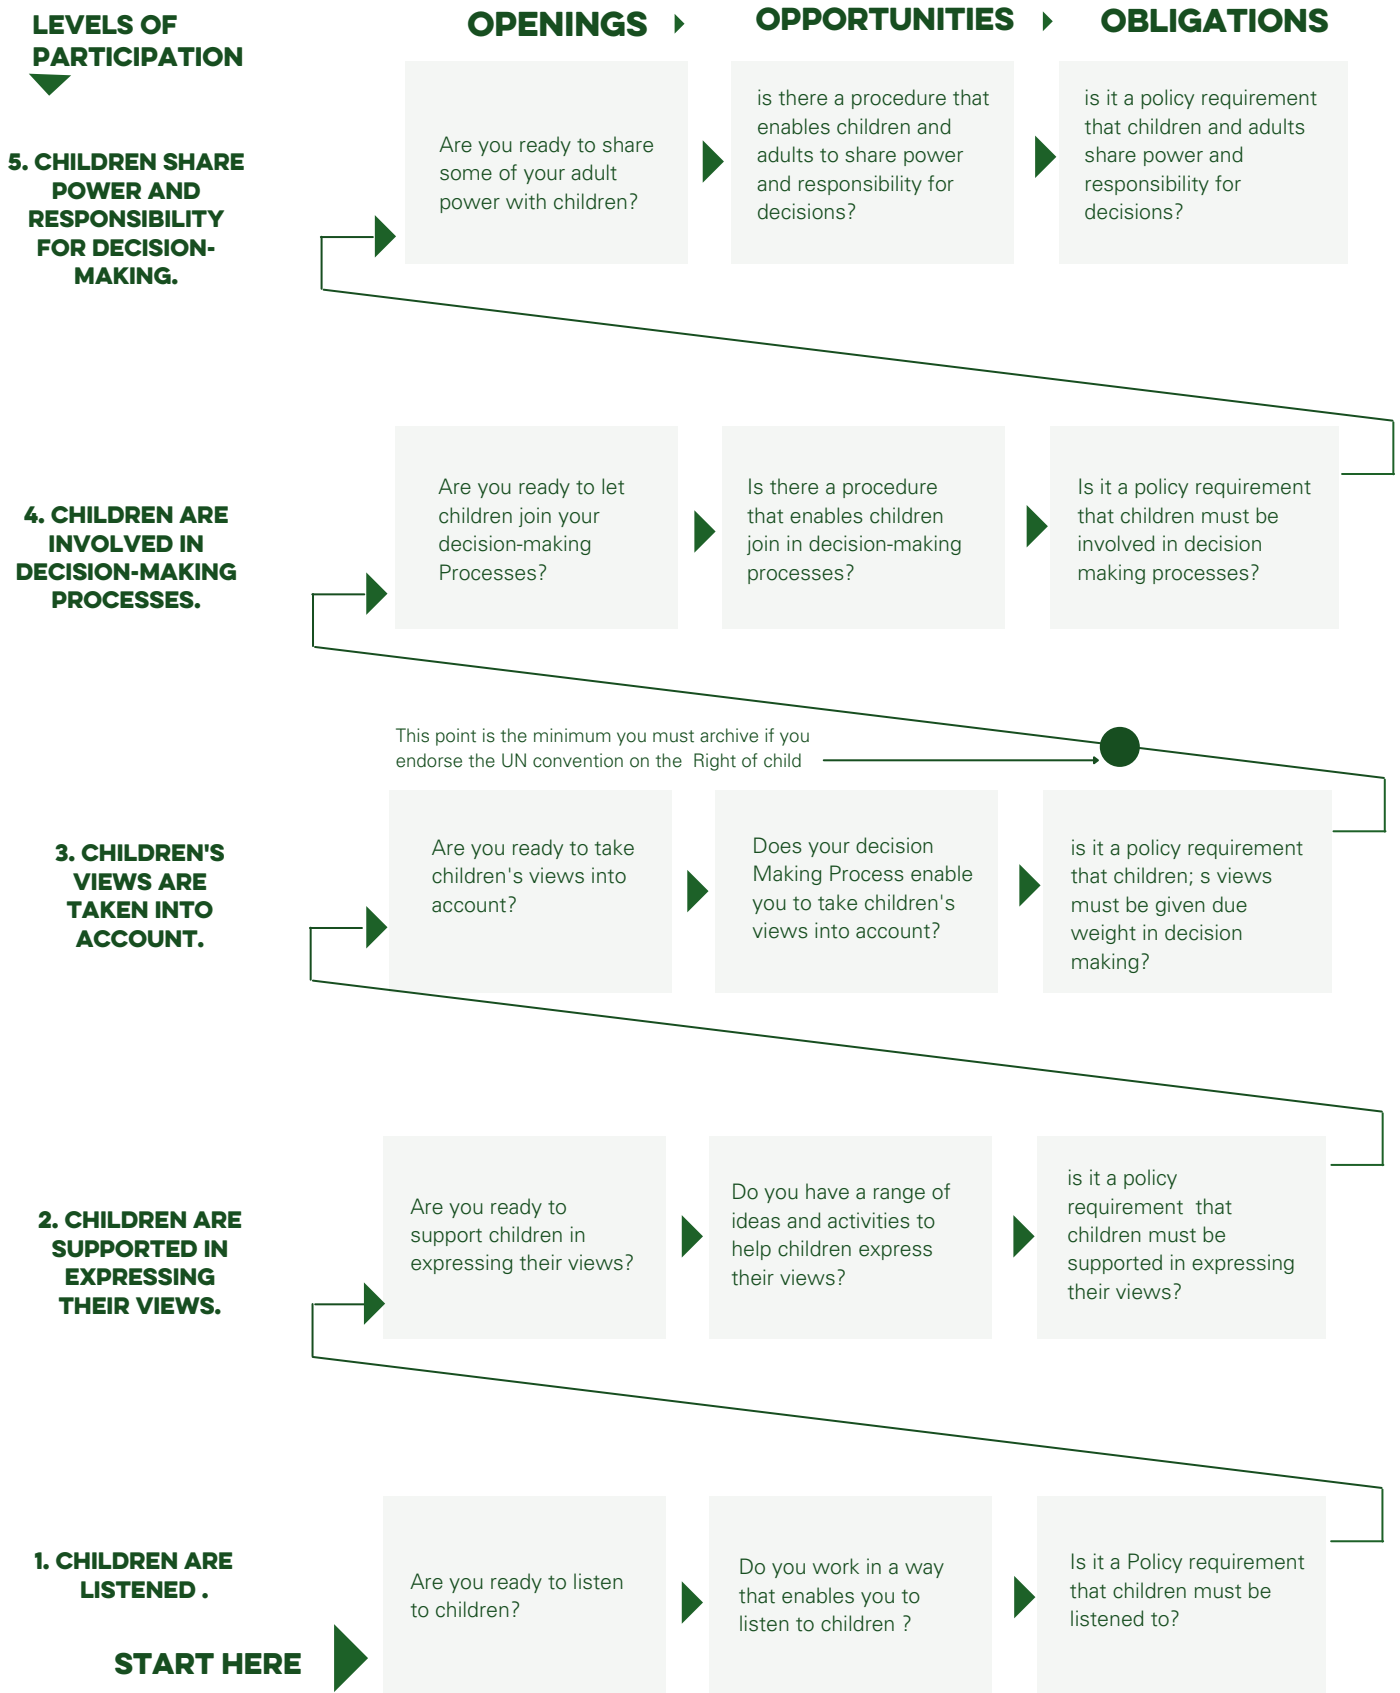 LEVELS OF
PARTICIPATION
OPENINGS
OPPORTUNITIES
OBLIGATIONS
5. CHILDREN SHARE
POWER AND
RESPONSIBILITY
FOR DECISION-
MAKING.
Are you ready to share
some of your adult
power with children?
is there a procedure that
enables children and
adults to share power
and responsibility for
decisions?
is it a policy requirement
that children and adults
share power and
responsibility for
decisions?
4. CHILDREN ARE
INVOLVED IN
DECISION-MAKING
PROCESSES.
Are you ready to let
children join your
decision-making
Processes?
Is there a procedure
that enables children
join in decision-making
processes?
Is it a policy requirement
that children must be
involved in decision
making processes?
This point is the minimum you must archive if you
endorse the UN convention on the  Right of child
3. CHILDREN'S
VIEWS ARE
TAKEN INTO
ACCOUNT.
Are you ready to take
children's views into
account?
Does your decision
Making Process enable
you to take children's
views into account?
is it a policy requirement
that children; s views
must be given due
weight in decision
making?
2. CHILDREN ARE
SUPPORTED IN
EXPRESSING
THEIR VIEWS.
Are you ready to
support children in
expressing their views?
Do you have a range of
ideas and activities to
help children express
their views?
is it a policy
requirement  that
children must be
supported in expressing
their views?
1. CHILDREN ARE
LISTENED .
Are you ready to listen
to children?
Do you work in a way
that enables you to
listen to children ?
Is it a Policy requirement
that children must be
listened to?
START HERE